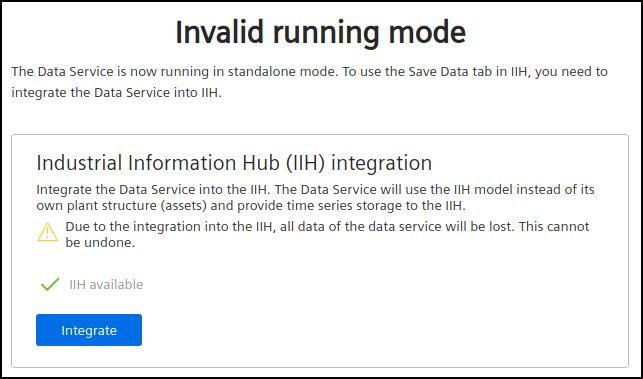 Invalid running mode
The Data Service is now running in standalone mode. To use the Save Data tab in IIH, you need to
integrate the Data Service into IIH.
Industrial Information Hub (IIH) integration
Integrate the Data Service into the IIH. The Data Service will use the IIH model instead of its
own plant structure (assets) and provide time series storage to the IIH.
Due to the integration into the IIH, all data of the data service will be lost. This cannot
be undone.
IIH available
Integrate